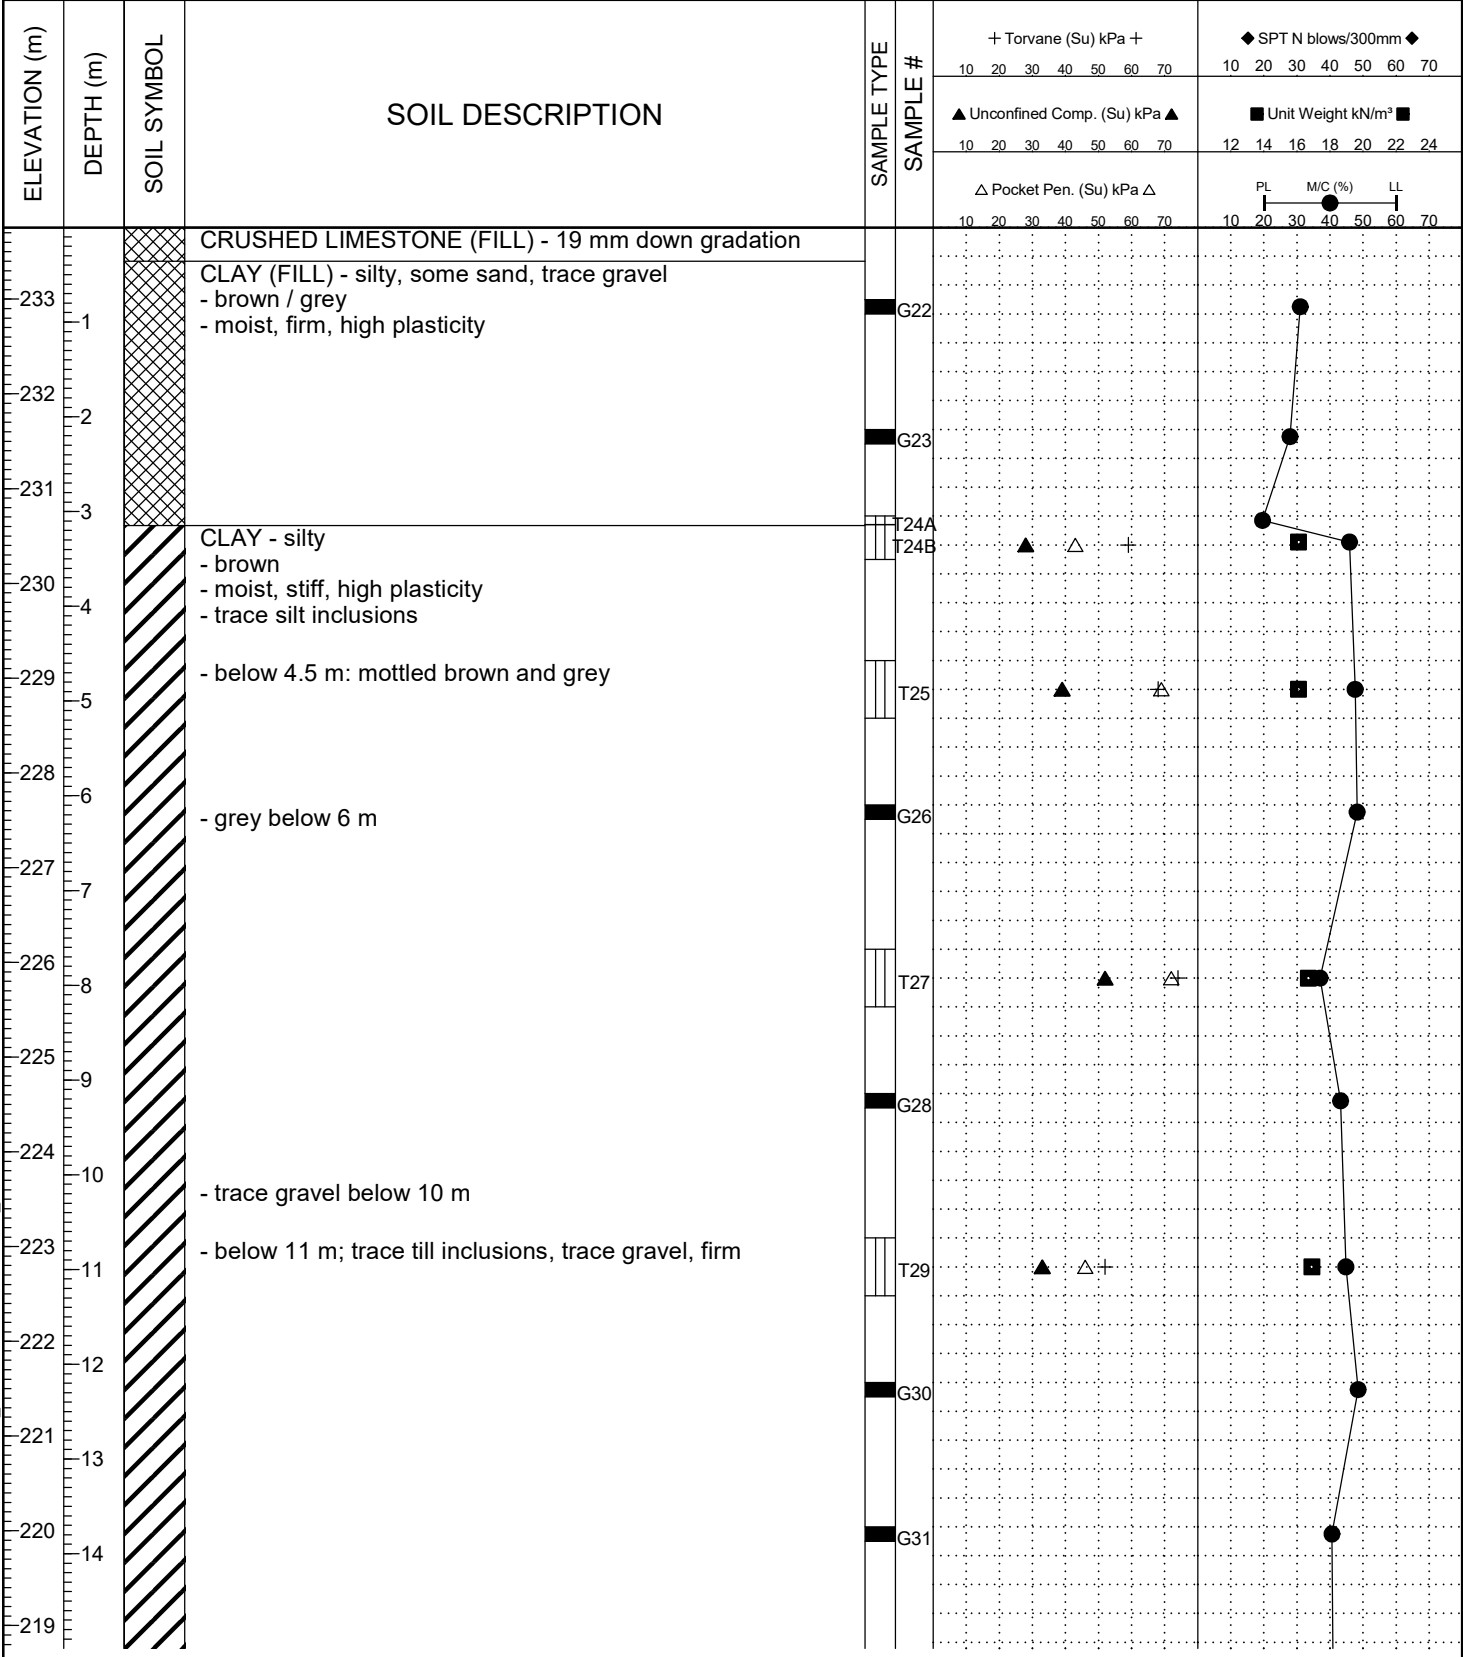 ELEVATION (m)
DEPTH (m)
SOIL SYMBOL
SOIL DESCRIPTION
SAMPLE TYPE
SAMPLE #
+ Torvane (Su) kPa +
10 20 30 40 50 60 70
▲ Unconfined Comp. (Su) kPa ▲
10 20 30 40 50 60 70
△ Pocket Pen. (Su) kPa △
10 20 30 40 50 60 70
◆ SPT N blows/300mm ◆
10 20 30 40 50 60 70
■ Unit Weight kN/m³ ■
12 14 16 18 20 22 24
PL M/C (%) LL
10 20 30 40 50 60 70
CRUSHED LIMESTONE (FILL) - 19 mm down gradation
CLAY (FILL) - silty, some sand, trace gravel
- brown / grey
- moist, firm, high plasticity
233
1
G22
232
2
G23
231
3
T24A
CLAY - silty
T24B
- brown
- moist, stiff, high plasticity
- trace silt inclusions
230
4
- below 4.5 m: mottled brown and grey
229
5
T25
228
6
- grey below 6 m
G26
227
7
226
8
T27
225
9
G28
224
10
- trace gravel below 10 m
223
- below 11 m; trace till inclusions, trace gravel, firm
11
T29
222
12
G30
221
13
220
G31
14
219